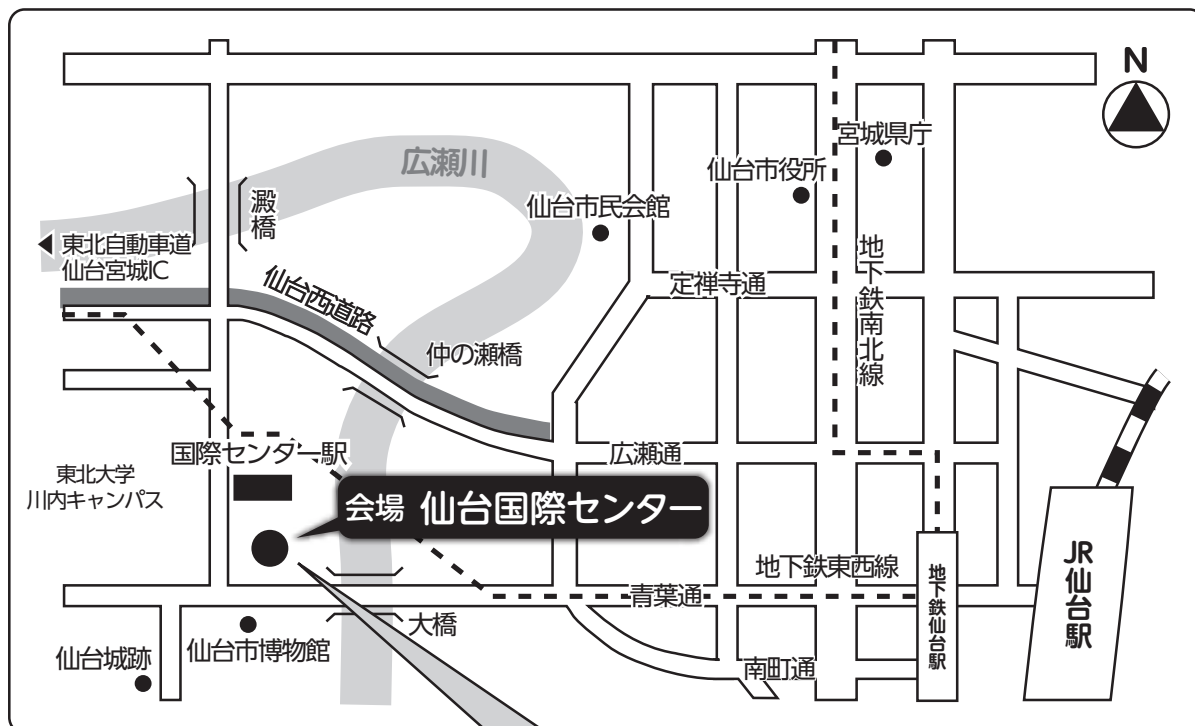 N
宮城県庁
仙台市役所
広瀬川
澱橋
仙台市民会館
東北自動車道
仙台宮城IC
地下鉄南北線
定禅寺通
仙台西道路
仲の瀬橋
国際センター駅
広瀬通
東北大学
川内キャンパス
会場 仙台国際センター
JR仙台駅
地下鉄東西線
地下鉄仙台駅
青葉通
大橋
仙台市博物館
仙台城跡
南町通